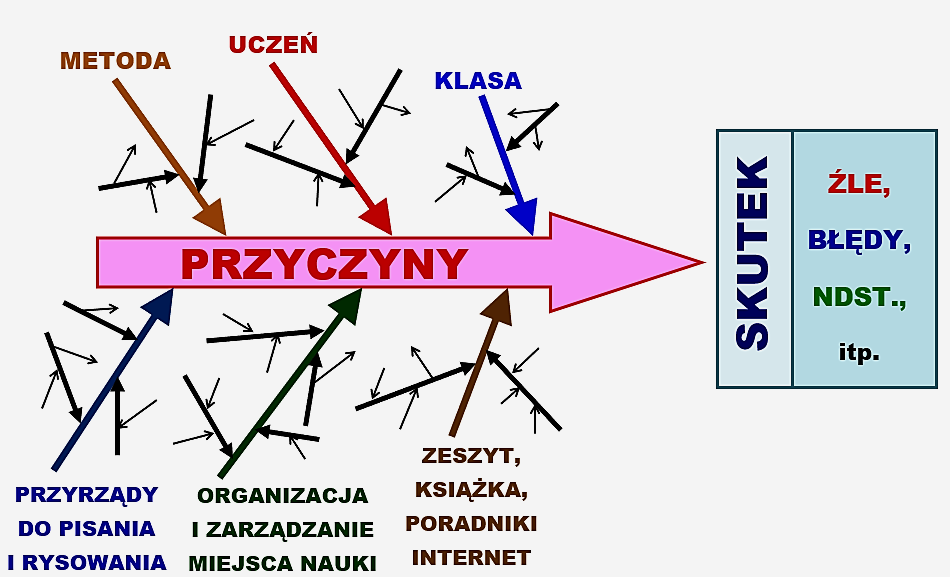 METODA
UCZEŃ
KLASA
PRZYCZYNY
SKUTEK
ŹLE,
BŁĘDY,
NDST.,
itp.
PRZYRZĄDY
DO PISANIA
I RYSOWANIA
ORGANIZACJA
I ZARZĄDZANIE
MIEJSCA NAUKI
ZESZYT,
KSIĄŻKA,
PORADNIKI
INTERNET